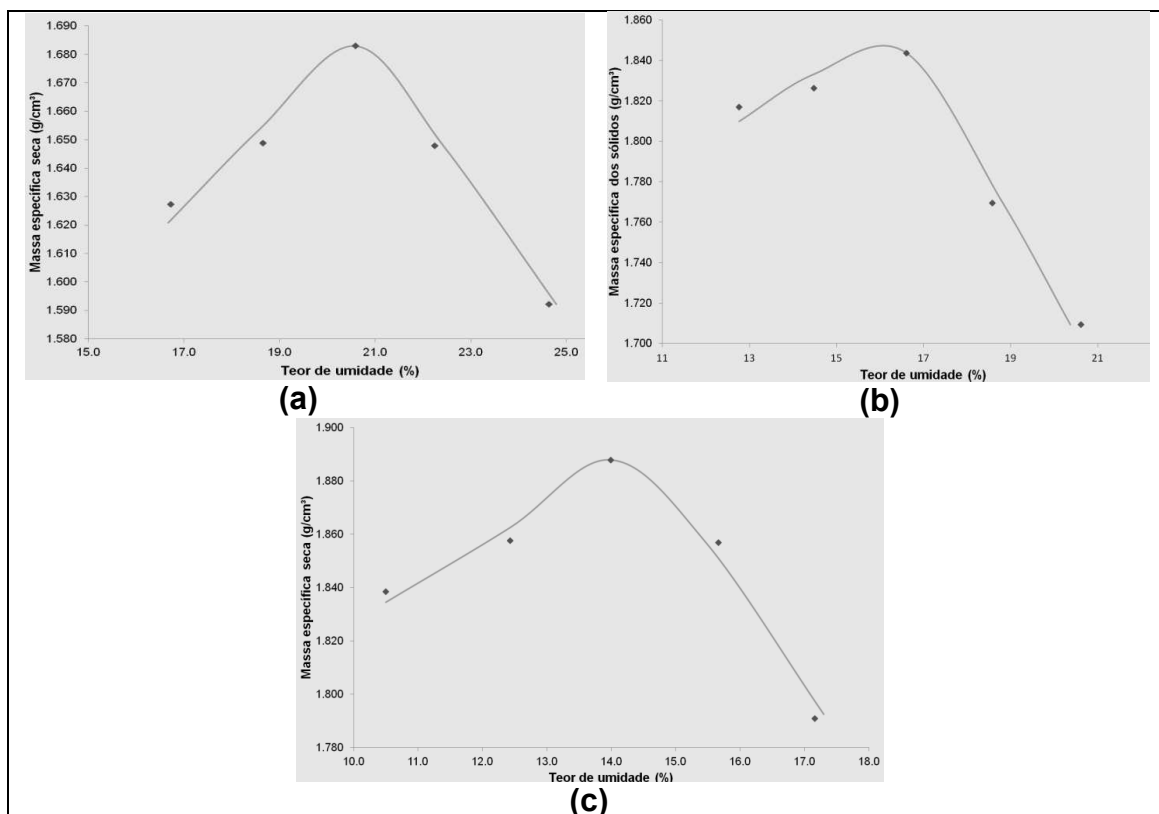 1.690
1.680
1.670
1.660
1.650
1.640
1.630
1.620
1.610
1.600
1.590
1.580
Massa específica seca (g/cm³)
15.0 17.0 19.0 21.0 23.0 25.0
Teor de umidade (%)
(a)
1.860
1.840
1.820
1.800
1.780
1.760
1.740
1.720
1.700
Massa específica dos sólidos (g/cm³)
11 13 15 17 19 21
Teor de umidade (%)
(b)
1.900
1.880
1.860
1.840
1.820
1.800
1.780
Massa específica seca (g/cm³)
10.0 11.0 12.0 13.0 14.0 15.0 16.0 17.0 18.0
Teor de umidade (%)
(c)